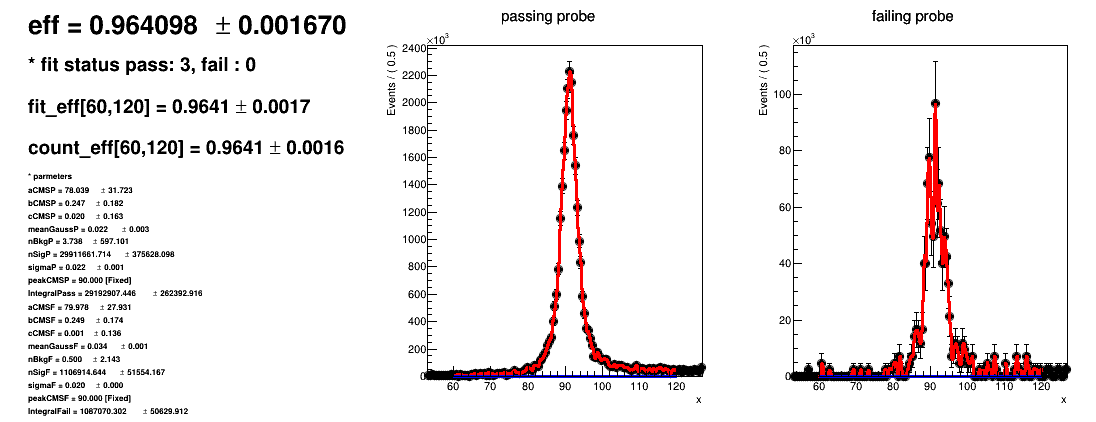 eff = 0.964098 ± 0.001670
* fit status pass: 3, fail : 0
fit_eff[60,120] = 0.9641 ± 0.0017
count_eff[60,120] = 0.9641 ± 0.0016
* parmeters
aCMSP = 78.039 ± 31.723
bCMSP = 0.247 ± 0.182
cCMSP = 0.020 ± 0.163
meanGaussP = 0.022 ± 0.003
nBkgP = 3.738 ± 597.101
nSigP = 29911661.714 ± 375628.098
sigmaP = 0.022 ± 0.001
peakCMSP = 90.000 [Fixed]
IntegralPass = 29192907.446 ± 262392.916
aCMSF = 79.978 ± 27.931
bCMSF = 0.249 ± 0.174
cCMSF = 0.001 ± 0.136
meanGaussF = 0.034 ± 0.001
nBkgF = 0.500 ± 2.143
nSigF = 1106914.644 ± 51554.167
sigmaF = 0.020 ± 0.000
peakCMSF = 90.000 [Fixed]
IntegralFail = 1087070.302 ± 50629.912
passing probe
×10³
Events / ( 0.5 )
2400
2200
2000
1800
1600
1400
1200
1000
800
600
400
200
0
60 70 80 90 100 110 120
x
failing probe
×10³
Events / ( 0.5 )
100
80
60
40
20
0
60 70 80 90 100 110 120
x